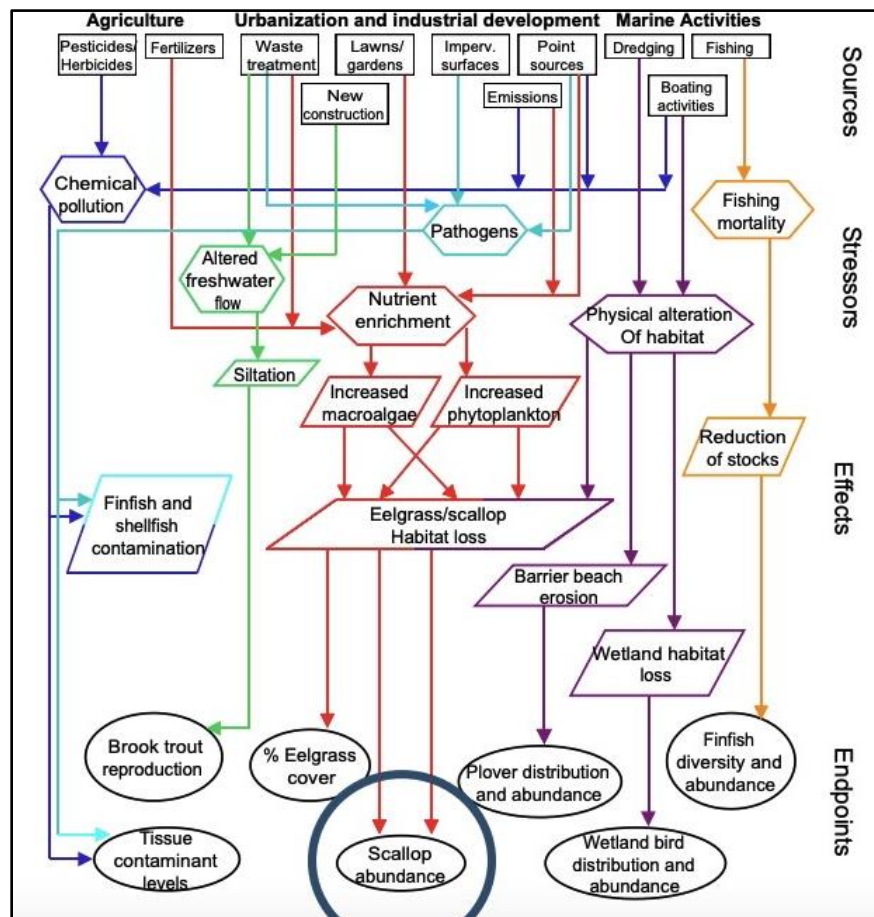 Agriculture
Urbanization and industrial development
Marine Activities
Pesticides/
Herbicides
Fertilizers
Waste
treatment
Lawns/
gardens
Imperv.
surfaces
Point
sources
Dredging
Fishing
New
construction
Emissions
Boating
activities
Sources
Chemical
pollution
Pathogens
Fishing
mortality
Altered
freshwater
flow
Nutrient
enrichment
Physical alteration
Of habitat
Stressors
Siltation
Increased
macroalgae
Increased
phytoplankton
Reduction
of stocks
Finfish and
shellfish
contamination
Eelgrass/scallop
Habitat loss
Barrier beach
erosion
Wetland habitat
loss
Effects
Brook trout
reproduction
% Eelgrass
cover
Plover distribution
and abundance
Finfish
diversity and
abundance
Tissue
contaminant
levels
Scallop
abundance
Wetland bird
distribution and
abundance
Endpoints